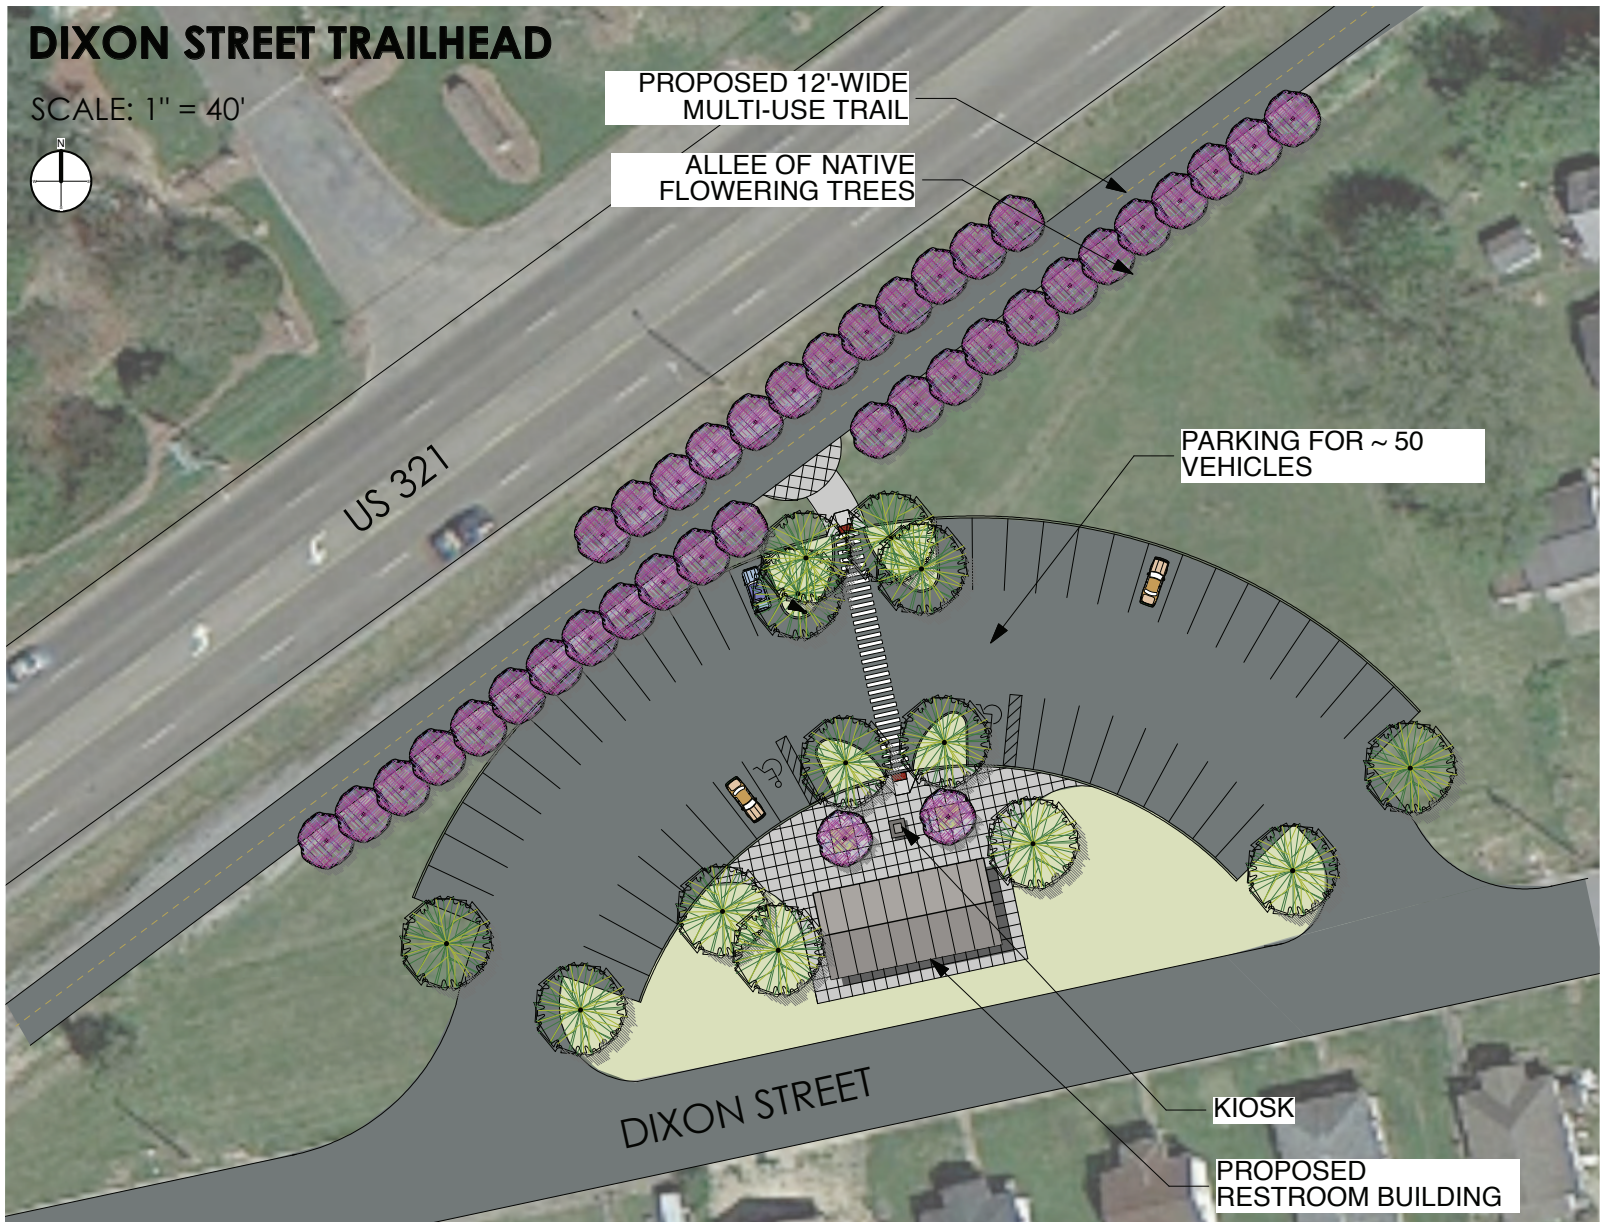 DIXON STREET TRAILHEAD
SCALE: 1" = 40'
N
PROPOSED 12'-WIDE
MULTI-USE TRAIL
ALLEE OF NATIVE
FLOWERING TREES
US 321
PARKING FOR ~ 50
VEHICLES
DIXON STREET
KIOSK
PROPOSED
RESTROOM BUILDING